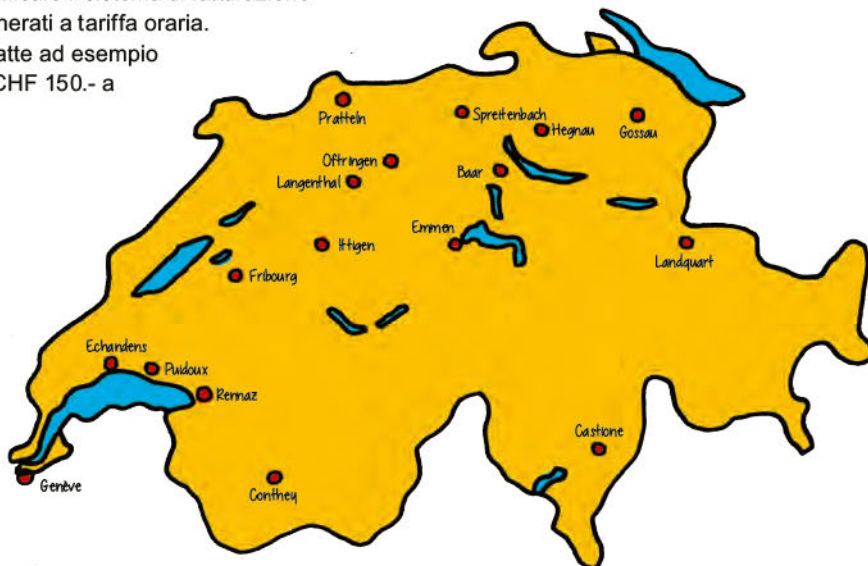 nerati a tariffa oraria.
atte ad esempio
CHF 150.- a
Pratteln
Spreitenbach
Hegnau
Gossau
Oftringen
Langenthal
Baar
Emmen
Ittigen
Landquart
Fribourg
Echandens
Puidoux
Rennaz
Castione
Conthey
Genève